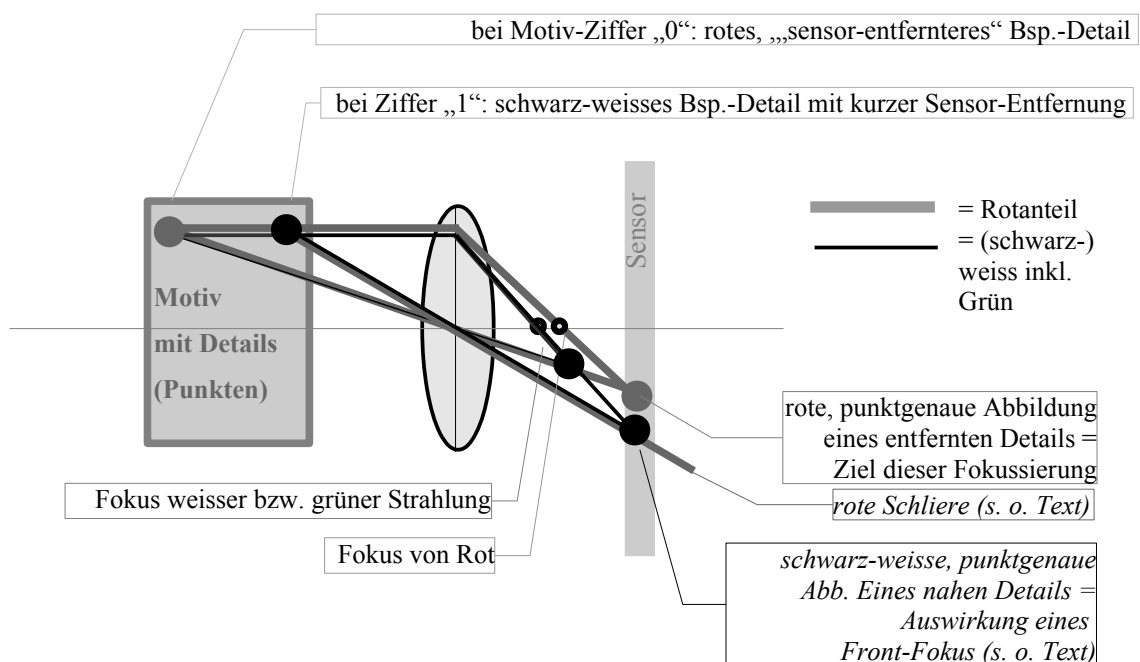 bei Motiv-Ziffer „0“: rotes, „„sensor-entfernteres“ Bsp.-Detail
bei Ziffer „1“: schwarz-weisses Bsp.-Detail mit kurzer Sensor-Entfernung
Sensor
= Rotanteil
= (schwarz-)
weiss inkl.
Grün
Motiv
mit Details
(Punkten)
rote, punktgenaue Abbildung
eines entfernten Details =
Ziel dieser Fokussierung
Fokus weisser bzw. grüner Strahlung
rote Schliere (s. o. Text)
Fokus von Rot
schwarz-weisse, punktgenaue
Abb. Eines nahen Details =
Auswirkung eines
Front-Fokus (s. o. Text)